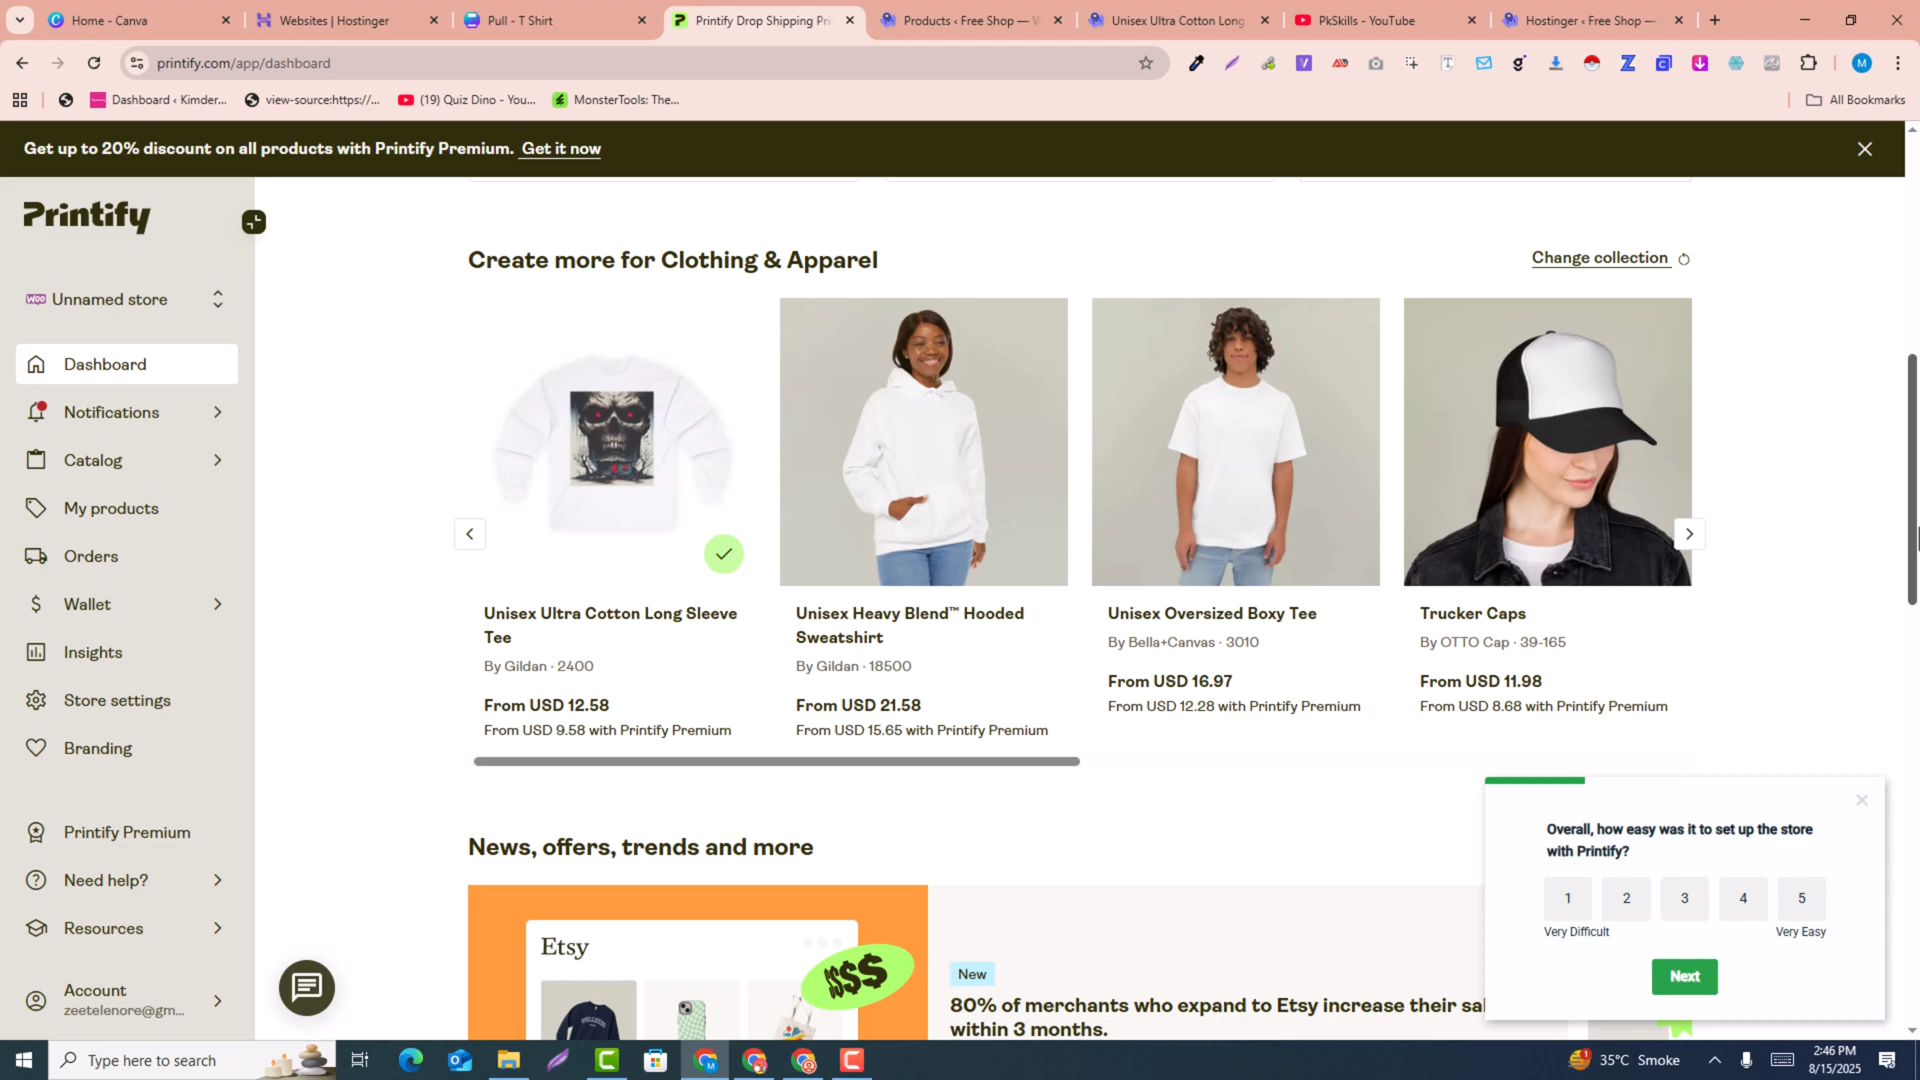 Home - Canva
Websites | Hostinger
Pull - T Shirt
Printify Drop Shipping Pri
Products ‹ Free Shop — W
Unisex Ultra Cotton Long
PkSkills - YouTube
Hostinger ‹ Free Shop —
printify.com/app/dashboard
Dashboard ‹ Kimder...
view-source:https://...
(19) Quiz Dino - You...
MonsterTools: The...
All Bookmarks
Get up to 20% discount on all products with Printify Premium. Get it now
Printify
Unnamed store
Dashboard
Notifications
Catalog
My products
Orders
Wallet
Insights
Store settings
Branding
Printify Premium
Need help?
Resources
Account
zeetelenore@gm...
Create more for Clothing & Apparel
Change collection
Unisex Ultra Cotton Long Sleeve
Tee
By Gildan · 2400
From USD 12.58
From USD 9.58 with Printify Premium
Unisex Heavy Blend™ Hooded
Sweatshirt
By Gildan · 18500
From USD 21.58
From USD 15.65 with Printify Premium
Unisex Oversized Boxy Tee
By Bella+Canvas · 3010
From USD 16.97
From USD 12.28 with Printify Premium
Trucker Caps
By OTTO Cap · 39-165
From USD 11.98
From USD 8.68 with Printify Premium
News, offers, trends and more
Etsy
$$$
New
80% of merchants who expand to Etsy increase their sal
within 3 months.
Overall, how easy was it to set up the store
with Printify?
1 2 3 4 5
Very Difficult Very Easy
Next
Type here to search
35°C Smoke
2:46 PM
8/15/2025